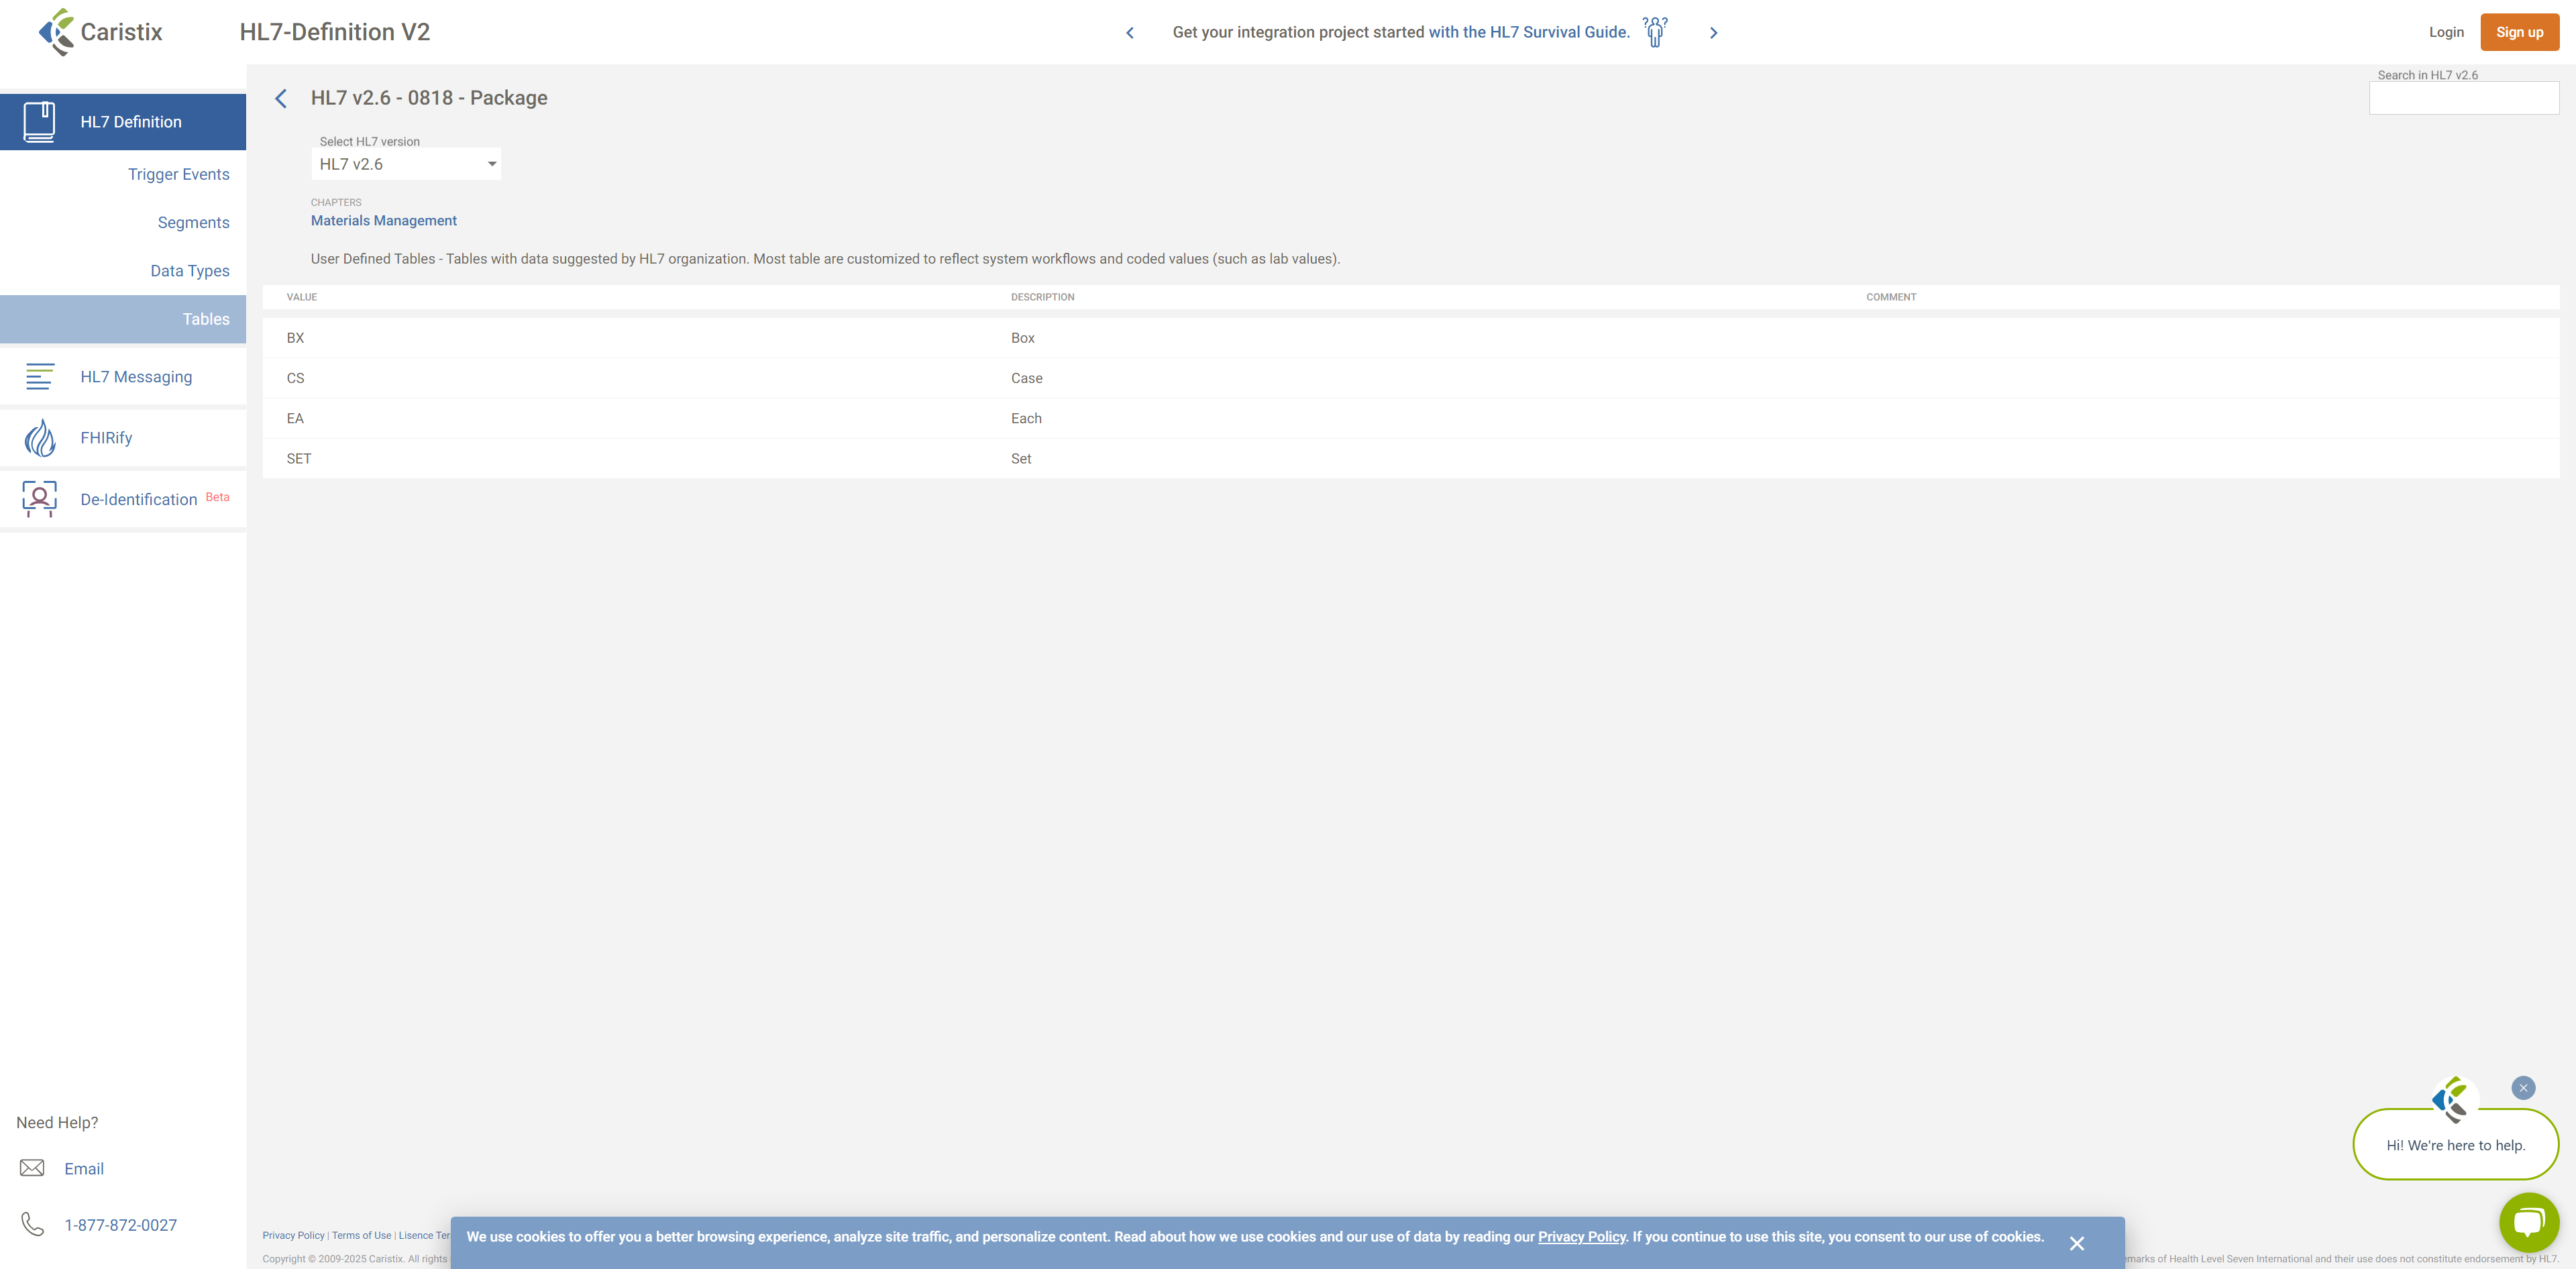 Caristix
HL7-Definition V2
Get your integration project started with the HL7 Survival Guide.
Login
Sign up
HL7 Definition
Trigger Events
Segments
Data Types
Tables
HL7 Messaging
FHIRify
De-Identification Beta
HL7 v2.6 - 0818 - Package
Search in HL7 v2.6
Select HL7 version
HL7 v2.6
CHAPTERS
Materials Management
User Defined Tables - Tables with data suggested by HL7 organization. Most table are customized to reflect system workflows and coded values (such as lab values).
VALUE DESCRIPTION COMMENT
BX Box
CS Case
EA Each
SET Set
Need Help?
Email
1-877-872-0027
Hi! We're here to help.
Privacy Policy | Terms of Use | Lisence
We use cookies to offer you a better browsing experience, analyze site traffic, and personalize content. Read about how we use cookies and our use of data by reading our Privacy Policy. If you continue to use this site, you consent to our use of cookies.
Copyright © 2009-2025 Caristix. All rights
of Health Level Seven International and their use does not constitute endorsement by HL7.